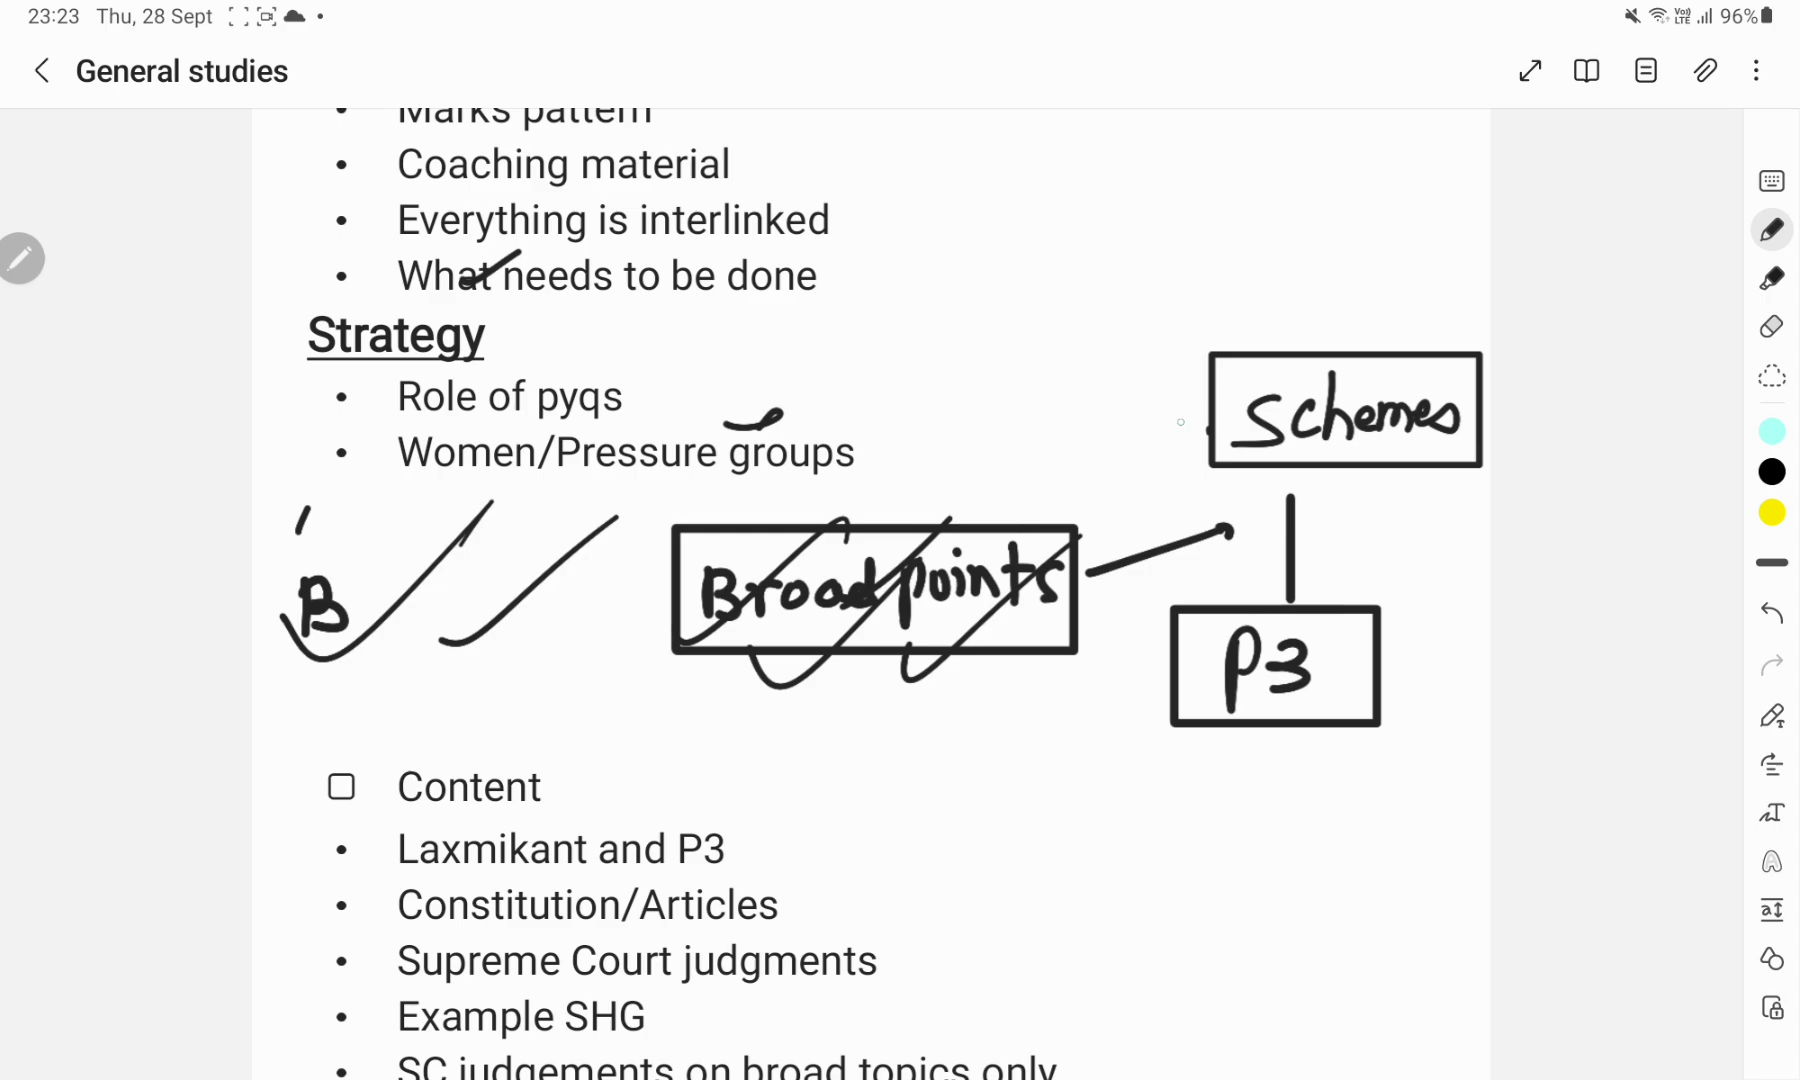 23:23 Thu, 28 Sept 96%
General studies
• Marks pattern
• Coaching material
• Everything is interlinked
• What needs to be done
Strategy
• Role of pyqs
• Women/Pressure groups
Schemes
B
Broad points
P3
Content
• Laxmikant and P3
• Constitution/Articles
• Supreme Court judgments
• Example SHG
• SC judgements on broad topics only